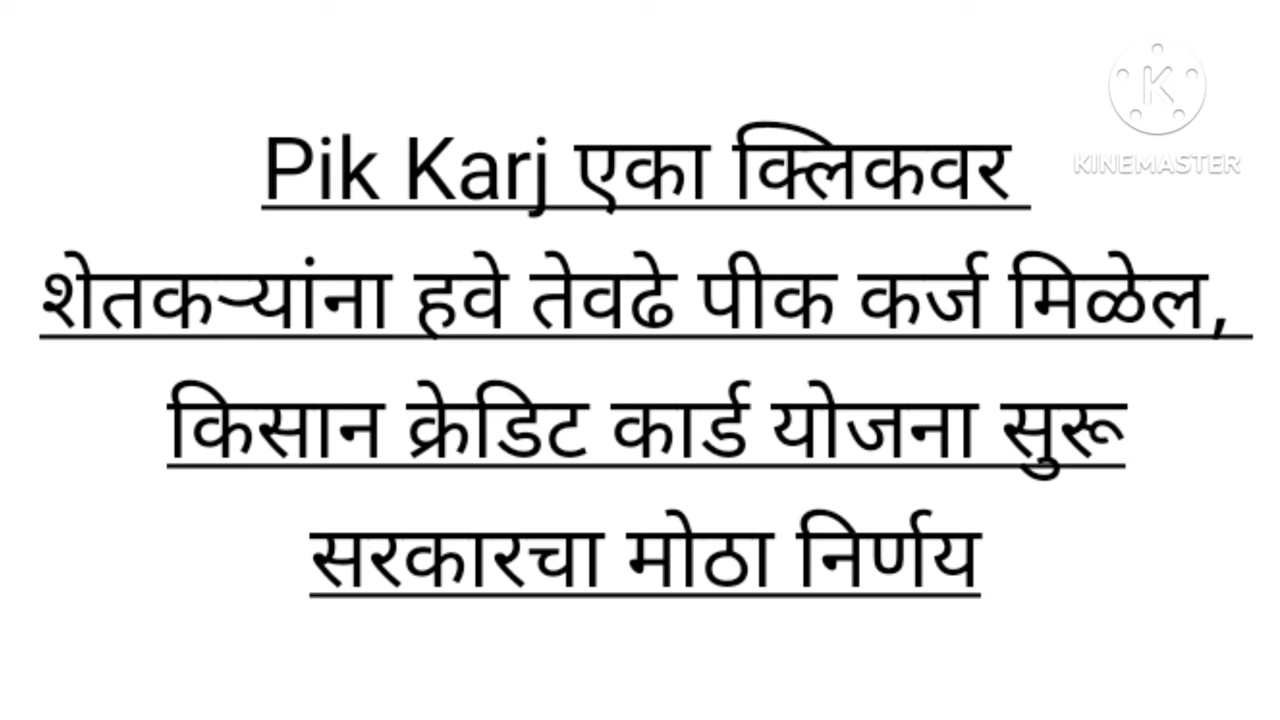 Pik Karj एका क्लिकवर
शेतकऱ्यांना हवे तेवढे पीक कर्ज मिळेल,
किसान क्रेडिट कार्ड योजना सुरू
सरकारचा मोठा निर्णय
K
KINEMASTER